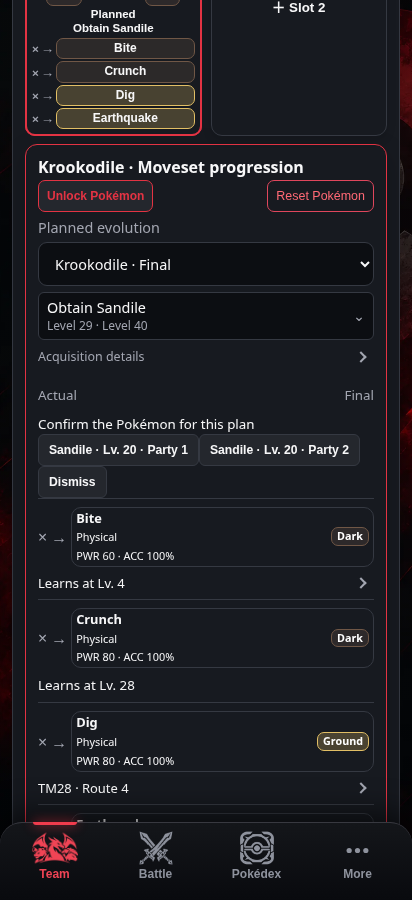 Planned
Obtain Sandile
+ Slot 2
× → Bite
× → Crunch
× → Dig
× → Earthquake
Krookodile · Moveset progression
Unlock Pokémon
Reset Pokémon
Planned evolution
Krookodile · Final
Obtain Sandile
Level 29 · Level 40
Acquisition details
Actual
Final
Confirm the Pokémon for this plan
Sandile · Lv. 20 · Party 1
Sandile · Lv. 20 · Party 2
Dismiss
× → Bite
Physical
PWR 60 · ACC 100%
Dark
Learns at Lv. 4
× → Crunch
Physical
PWR 80 · ACC 100%
Dark
Learns at Lv. 28
× → Dig
Physical
PWR 80 · ACC 100%
Ground
TM28 · Route 4
Team
Battle
Pokédex
More